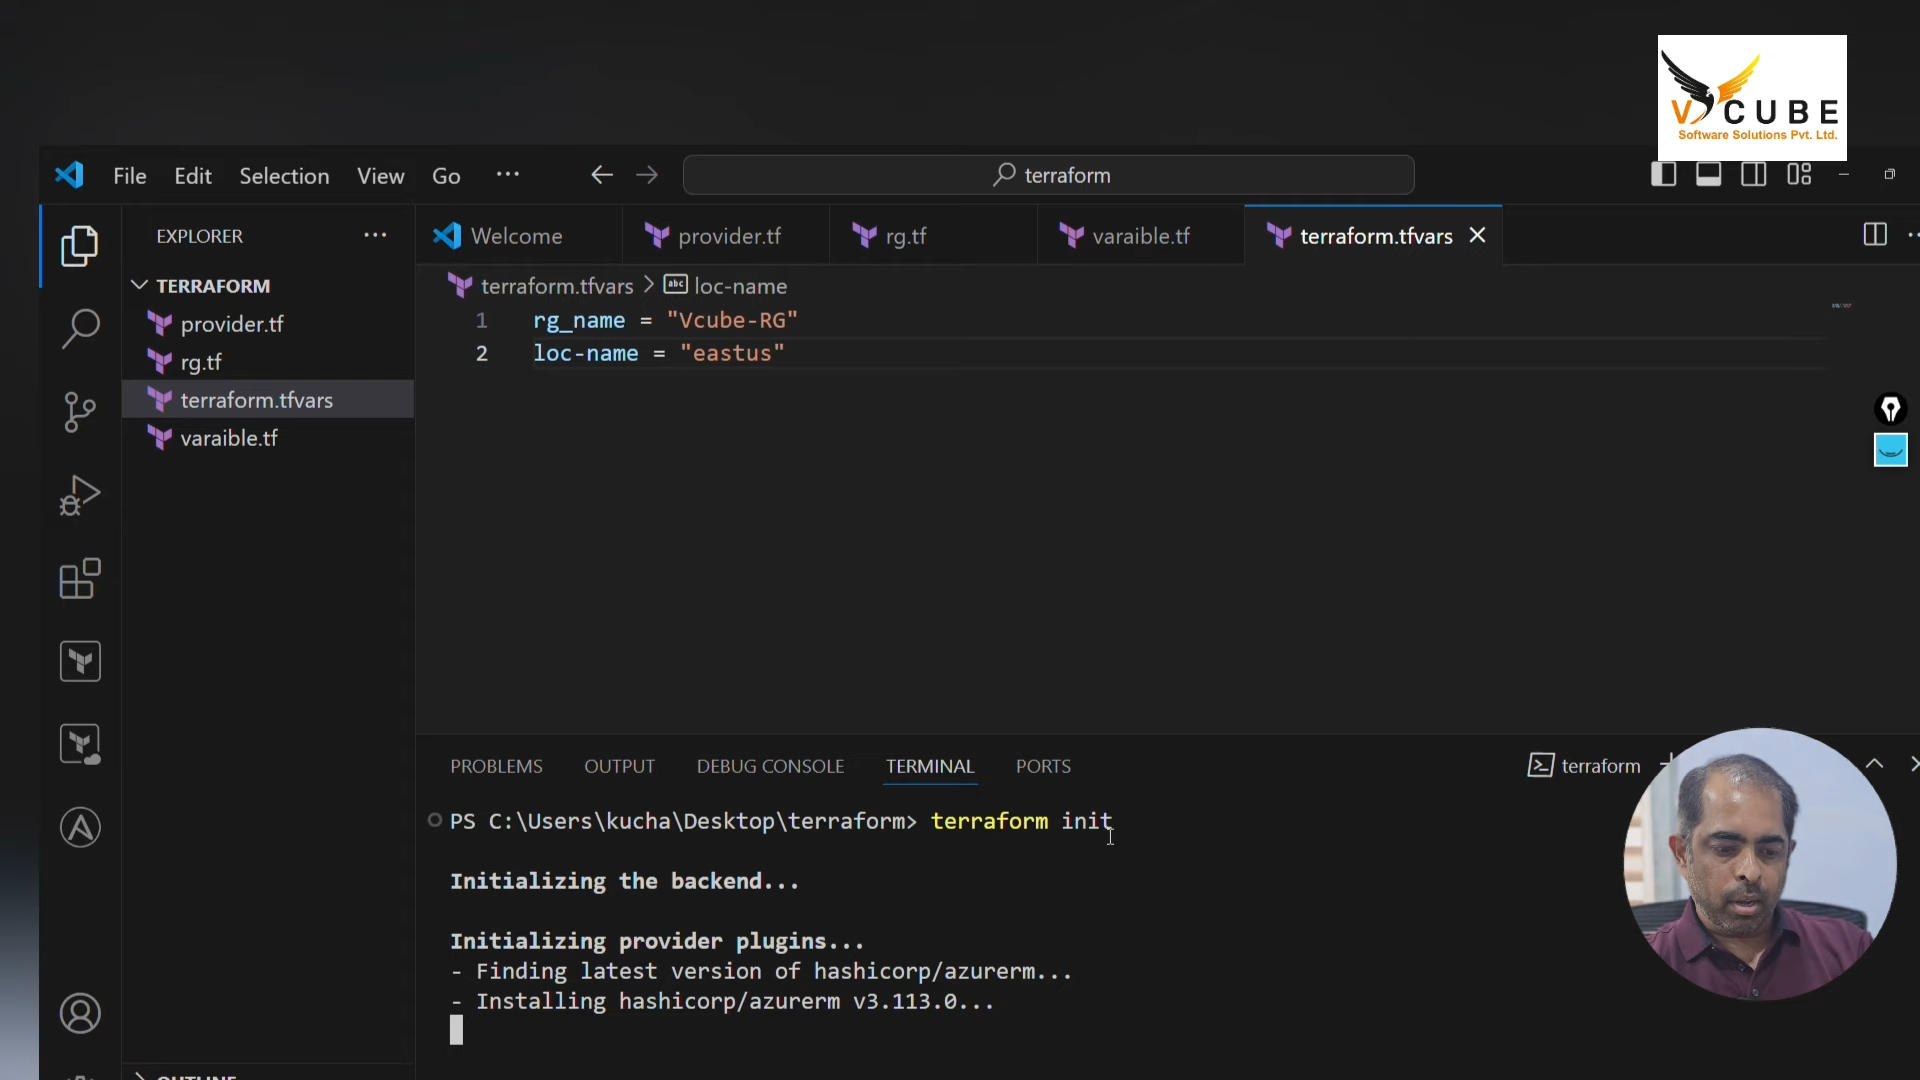 V CUBE
Software Solutions Pvt. Ltd.
File Edit Selection View Go ...
terraform
EXPLORER ...
Welcome provider.tf rg.tf varaible.tf terraform.tfvars
TERRAFORM
provider.tf
rg.tf
terraform.tfvars
varaible.tf
terraform.tfvars > abc loc-name
1 rg_name = "Vcube-RG"
2 loc-name = "eastus"
PROBLEMS OUTPUT DEBUG CONSOLE TERMINAL PORTS
terraform
PS C:\Users\kucha\Desktop\terraform> terraform init
Initializing the backend...
Initializing provider plugins...
- Finding latest version of hashicorp/azurerm...
- Installing hashicorp/azurerm v3.113.0...
OUTLINE